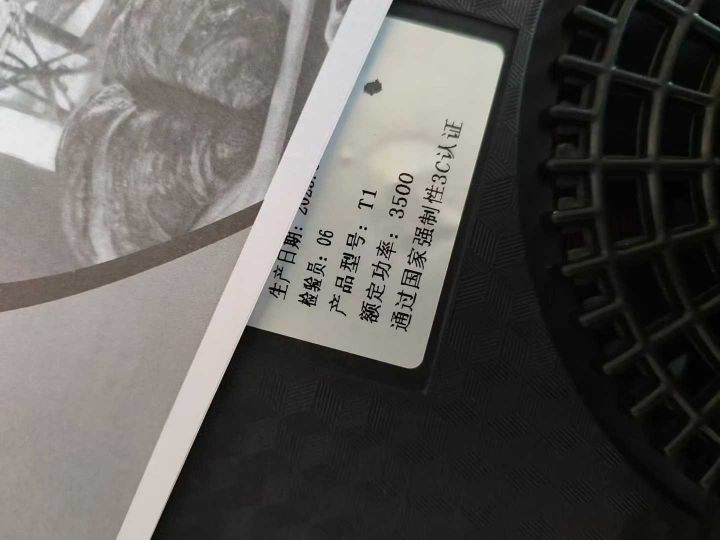 生产日期:
检验员: 06
产品型号: T1
额定功率: 3500
通过国家强制性3C认证